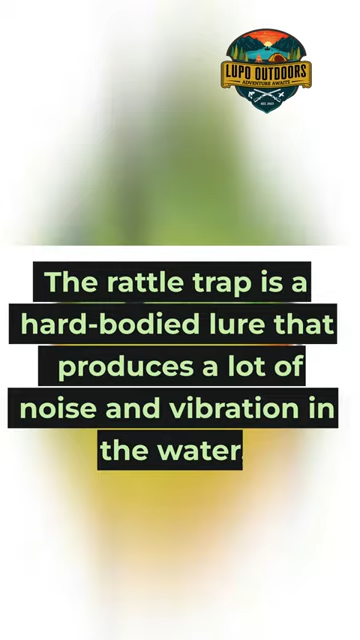 LUPO OUTDOORS
ADVENTURE AWAITS
The rattle trap is a
hard-bodied lure that
produces a lot of
noise and vibration in
the water.